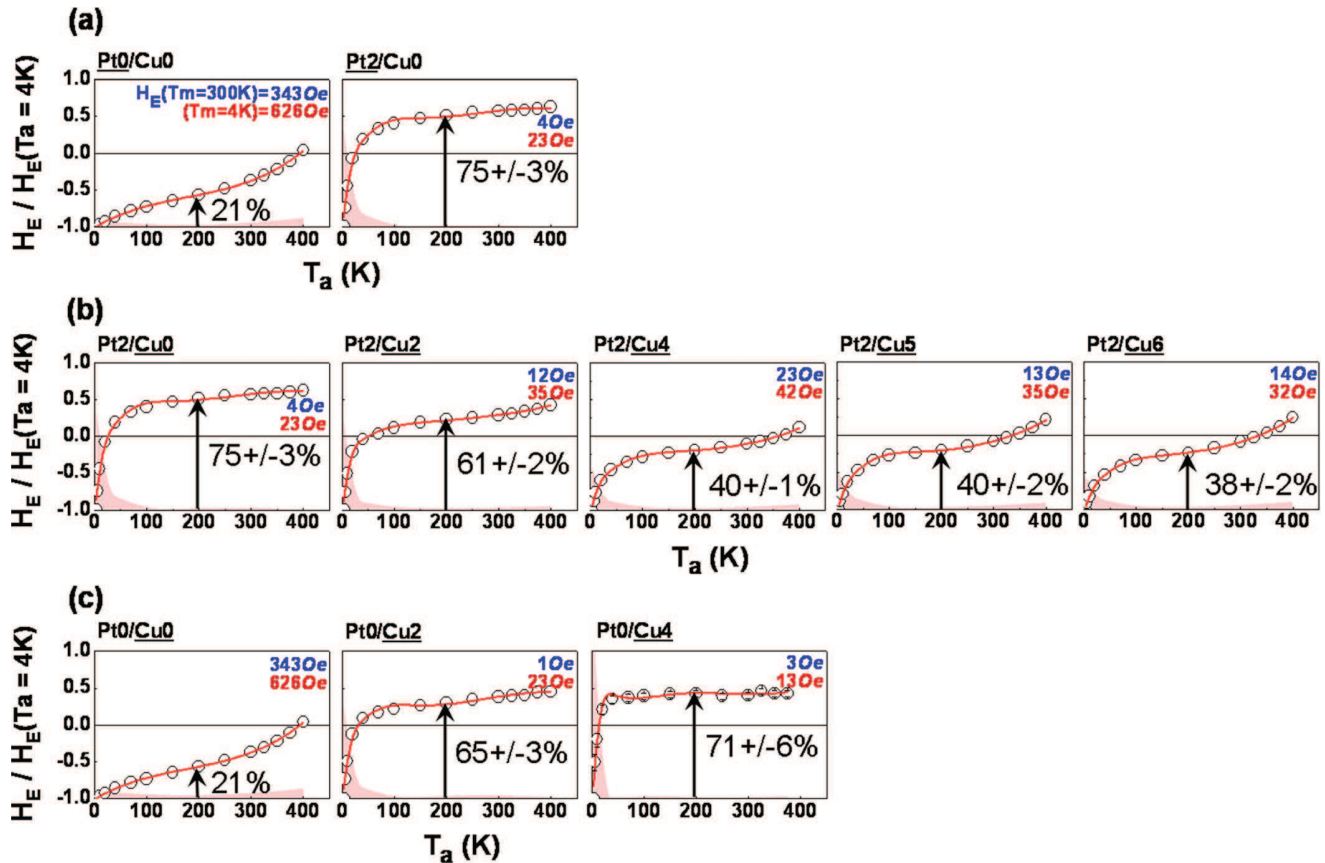 (a)
Pt0/Cu0
Pt2/Cu0
H_E / H_E(Ta = 4K)
1.0
0.5
0.0
-0.5
-1.0
H_E(Tm=300K)=343Oe
(Tm=4K)=626Oe
21%
4Oe
23Oe
75+/-3%
0 100 200 300 400
0 100 200 300 400
T_a (K)
(b)
Pt2/Cu0
Pt2/Cu2
Pt2/Cu4
Pt2/Cu5
Pt2/Cu6
H_E / H_E(Ta = 4K)
1.0
0.5
0.0
-0.5
-1.0
4Oe
23Oe
75+/-3%
12Oe
35Oe
61+/-2%
23Oe
42Oe
40+/-1%
13Oe
35Oe
40+/-2%
14Oe
32Oe
38+/-2%
0 100 200 300 400
0 100 200 300 400
0 100 200 300 400
0 100 200 300 400
0 100 200 300 400
T_a (K)
(c)
Pt0/Cu0
Pt0/Cu2
Pt0/Cu4
H_E / H_E(Ta = 4K)
1.0
0.5
0.0
-0.5
-1.0
343Oe
626Oe
21%
1Oe
23Oe
65+/-3%
3Oe
13Oe
71+/-6%
0 100 200 300 400
0 100 200 300 400
0 100 200 300 400
T_a (K)